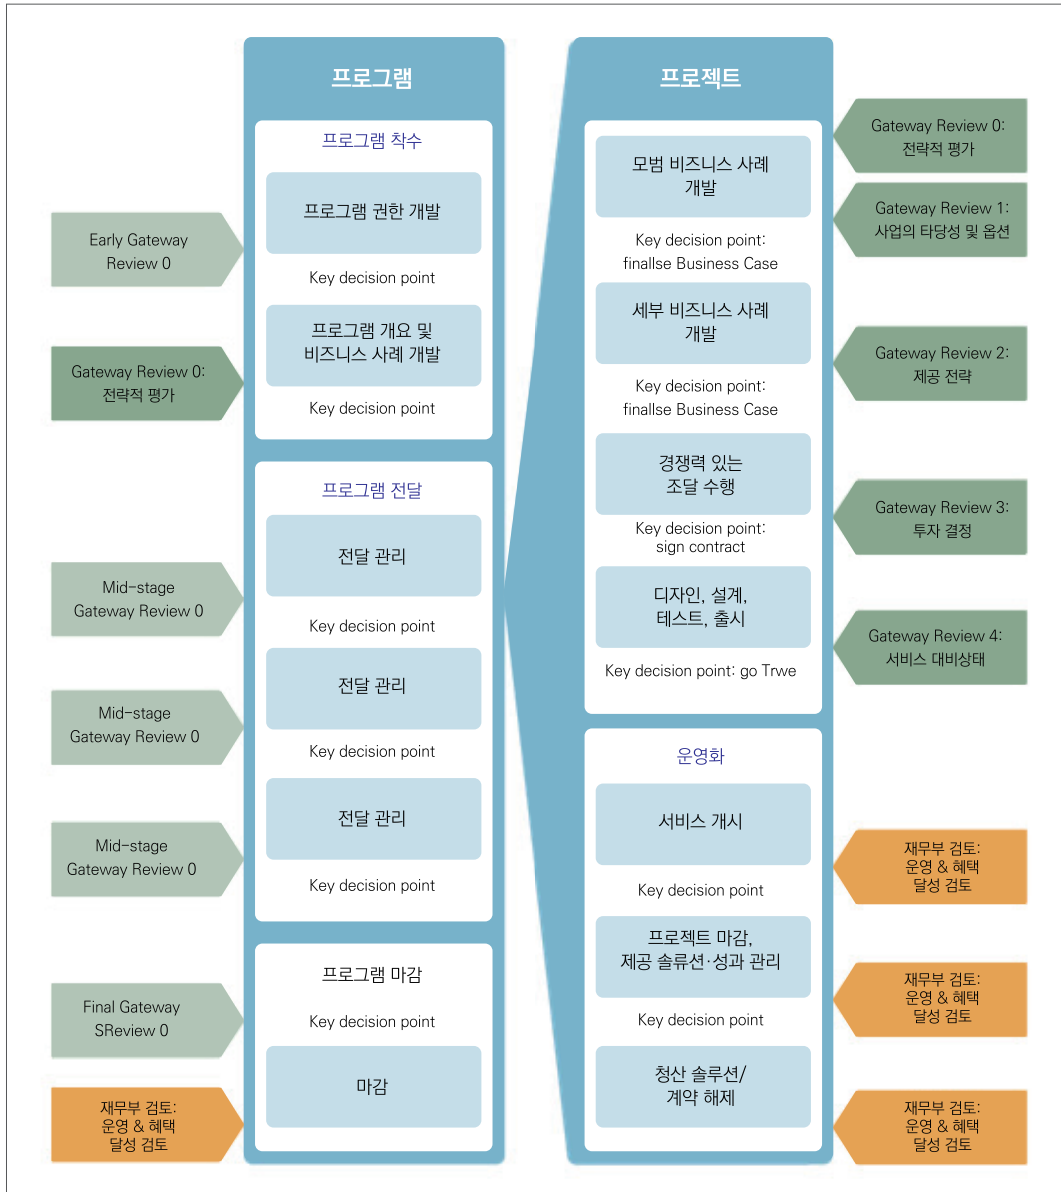 프로그램
프로그램 착수
프로그램 권한 개발
Key decision point
프로그램 개요 및
비즈니스 사례 개발
Key decision point
프로그램 전달
전달 관리
Key decision point
전달 관리
Key decision point
전달 관리
Key decision point
프로그램 마감
Key decision point
마감
Early Gateway
Review 0
Gateway Review 0:
전략적 평가
Mid-stage
Gateway Review 0
Mid-stage
Gateway Review 0
Mid-stage
Gateway Review 0
Final Gateway
SReview 0
재무부 검토:
운영 & 혜택
달성 검토
프로젝트
모범 비즈니스 사례
개발
Key decision point:
finallse Business Case
세부 비즈니스 사례
개발
Key decision point:
finallse Business Case
경쟁력 있는
조달 수행
Key decision point:
sign contract
디자인, 설계,
테스트, 출시
Key decision point: go Trwe
운영화
서비스 개시
Key decision point
프로젝트 마감,
제공 솔류션·성과 관리
Key decision point
청산 솔루션/
계약 해제
Gateway Review 0:
전략적 평가
Gateway Review 1:
사업의 타당성 및 옵션
Gateway Review 2:
제공 전략
Gateway Review 3:
투자 결정
Gateway Review 4:
서비스 대비상태
재무부 검토:
운영 & 혜택
달성 검토
재무부 검토:
운영 & 혜택
달성 검토
재무부 검토:
운영 & 혜택
달성 검토